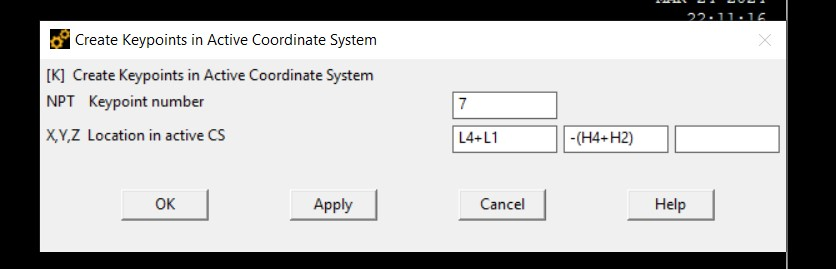 22:11:16
Create Keypoints in Active Coordinate System
[K] Create Keypoints in Active Coordinate System
NPT Keypoint number 7
X,Y,Z Location in active CS L4+L1 -(H4+H2)
OK Apply Cancel Help